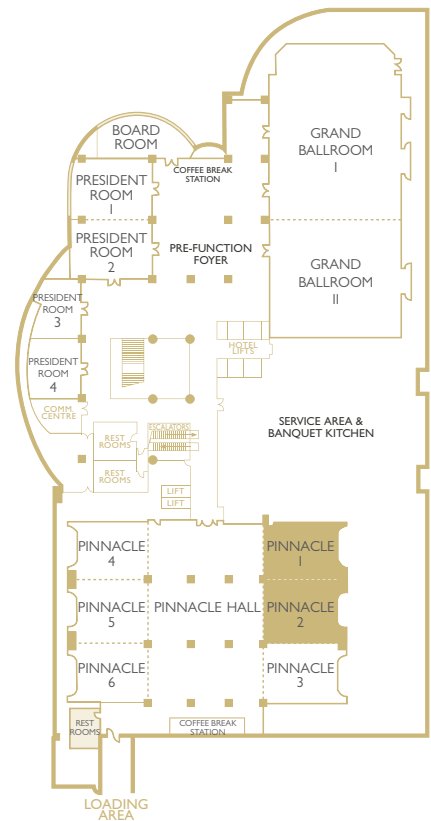 BOARD
ROOM
GRAND
BALLROOM
I
COFFEE BREAK
STATION
PRESIDENT
ROOM
1
PRESIDENT
ROOM
2
PRE-FUNCTION
FOYER
GRAND
BALLROOM
II
PRESIDENT
ROOM
3
HOTEL
LIFTS
PRESIDENT
ROOM
4
COMM.
CENTRE
ESCALATORS
SERVICE AREA &
BANQUET KITCHEN
REST
ROOMS
REST
ROOMS
LIFT
LIFT
PINNACLE
4
PINNACLE
1
PINNACLE
5
PINNACLE HALL
PINNACLE
2
PINNACLE
6
PINNACLE
3
REST
ROOMS
COFFEE BREAK
STATION
LOADING
AREA